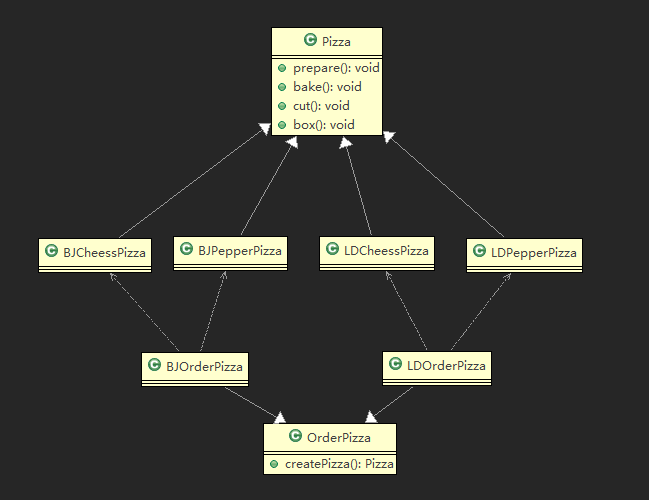 C Pizza
prepare(): void
bake(): void
cut(): void
box(): void
C BJCheessPizza
C BJPepperPizza
C LDCheessPizza
C LDPepperPizza
C BJOrderPizza
C LDOrderPizza
C OrderPizza
createPizza(): Pizza